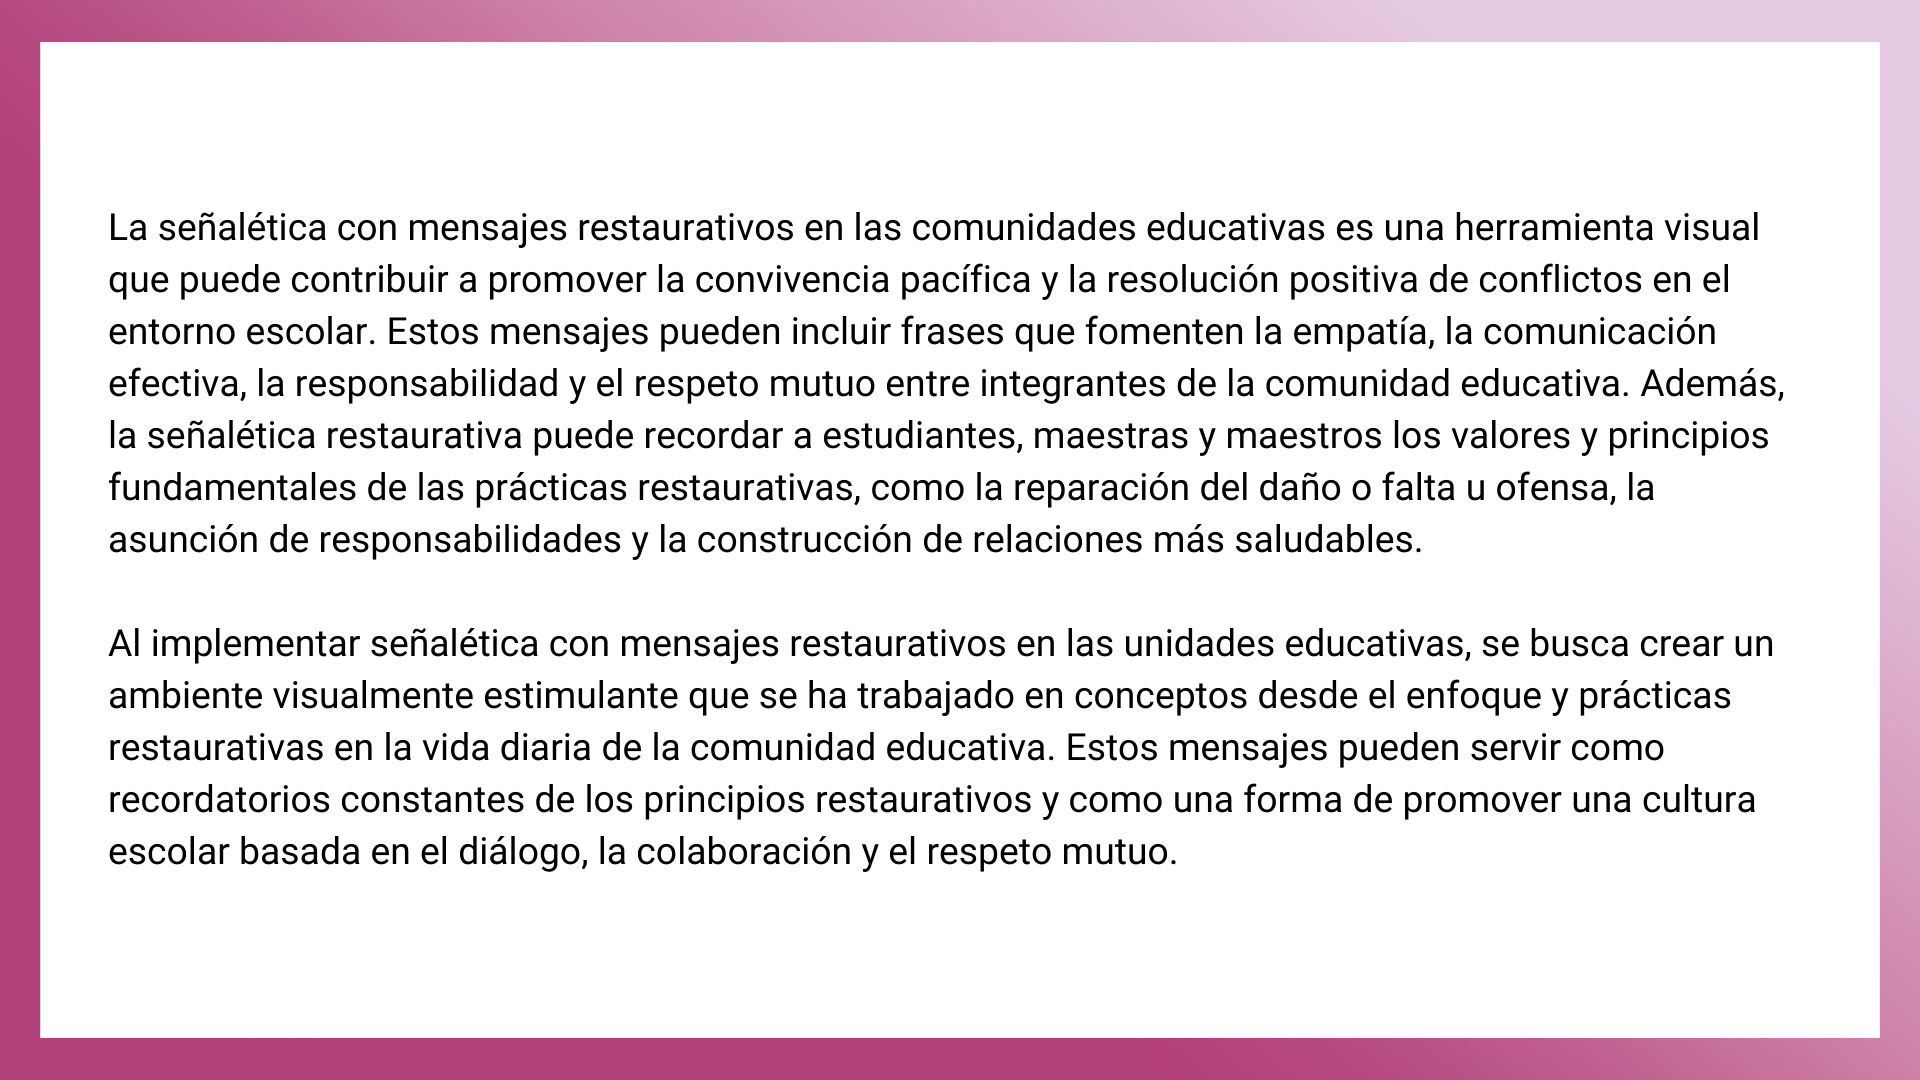 La señalética con mensajes restaurativos en las comunidades educativas es una herramienta visual
que puede contribuir a promover la convivencia pacífica y la resolución positiva de conflictos en el
entorno escolar. Estos mensajes pueden incluir frases que fomenten la empatía, la comunicación
efectiva, la responsabilidad y el respeto mutuo entre integrantes de la comunidad educativa. Además,
la señalética restaurativa puede recordar a estudiantes, maestras y maestros los valores y principios
fundamentales de las prácticas restaurativas, como la reparación del daño o falta u ofensa, la
asunción de responsabilidades y la construcción de relaciones más saludables.
Al implementar señalética con mensajes restaurativos en las unidades educativas, se busca crear un
ambiente visualmente estimulante que se ha trabajado en conceptos desde el enfoque y prácticas
restaurativas en la vida diaria de la comunidad educativa. Estos mensajes pueden servir como
recordatorios constantes de los principios restaurativos y como una forma de promover una cultura
escolar basada en el diálogo, la colaboración y el respeto mutuo.